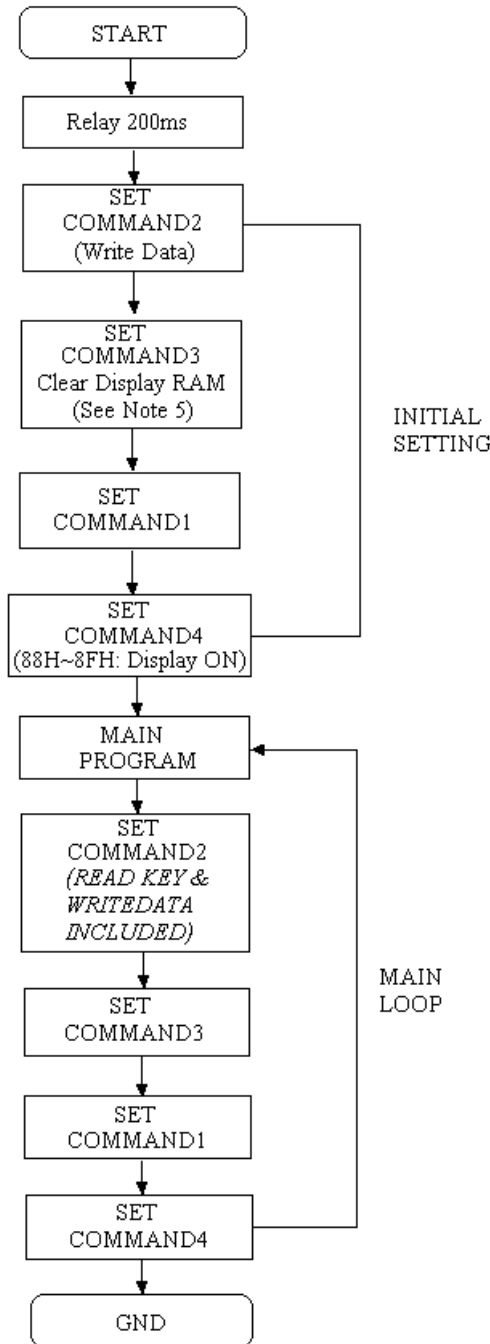 START
Relay 200ms
SET
COMMAND2
(Write Data)
SET
COMMAND3
Clear Display RAM
(See Note 5)
INITIAL
SETTING
SET
COMMAND1
SET
COMMAND4
(88H~8FH: Display ON)
MAIN
PROGRAM
SET
COMMAND2
(READ KEY &
WRITEDATA
INCLUDED)
MAIN
LOOP
SET
COMMAND3
SET
COMMAND1
SET
COMMAND4
GND